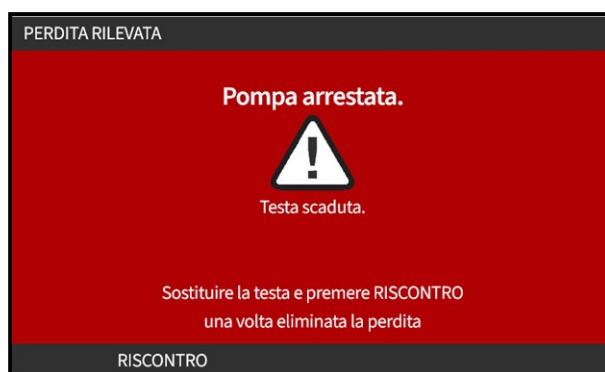 PERDITA RILEVATA
Pompa arrestata.
!
Testa scaduta.
Sostituire la testa e premere RISCONTRO
una volta eliminata la perdita
RISCONTRO